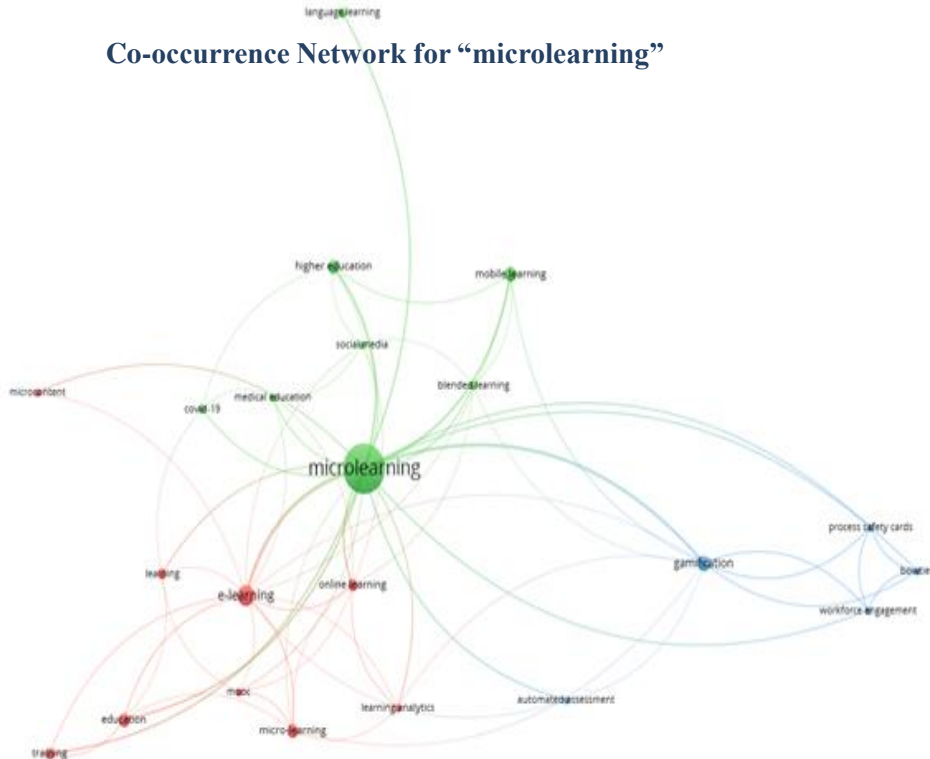 language learning
Co-occurrence Network for “microlearning”
higher education
mobile learning
social media
blended learning
microcontent
medical education
covid-19
microlearning
process safety cards
gamification
bowtie
learning
online learning
e-learning
workforce engagement
mooc
automated assessment
learning analytics
education
micro-learning
training